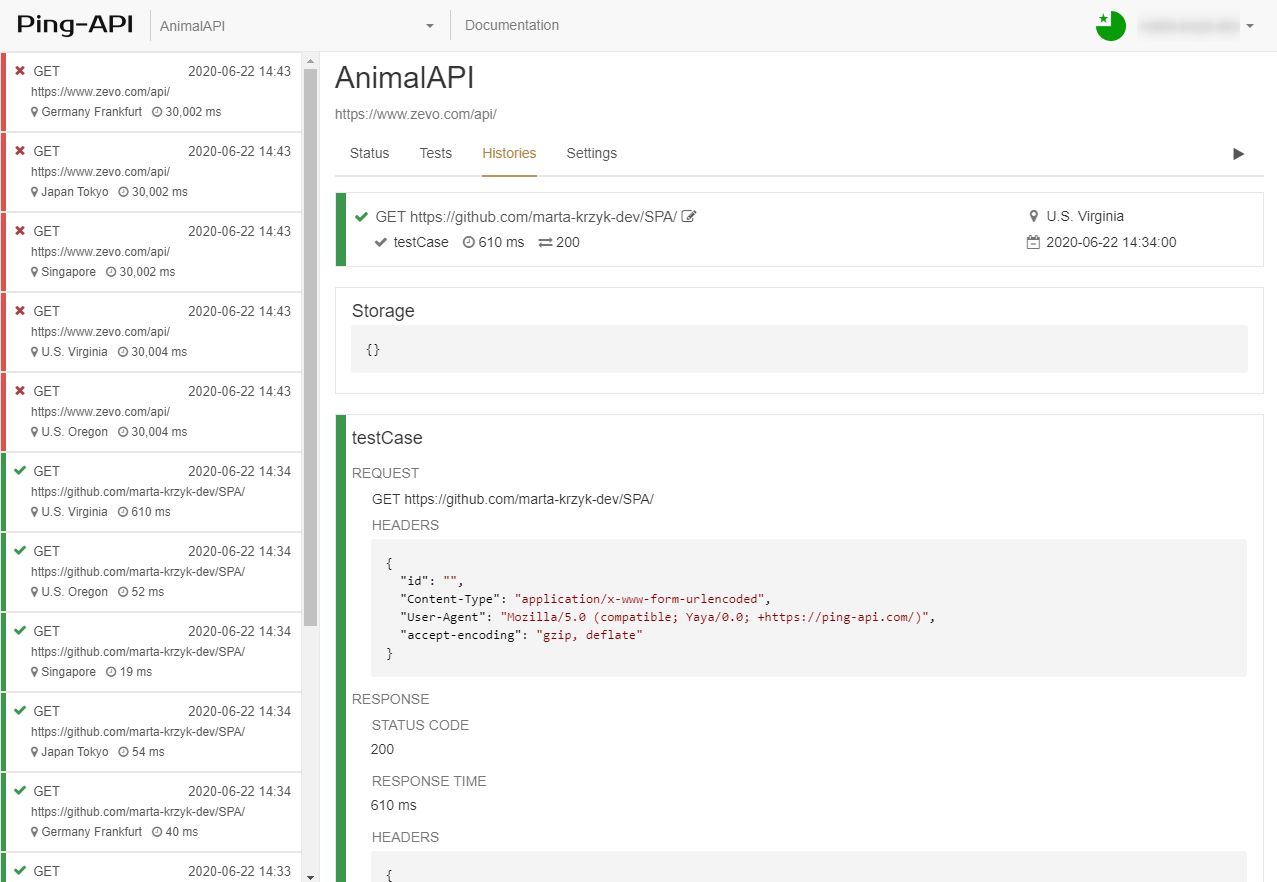 Ping-API
AnimalAPI
Documentation
GET 2020-06-22 14:43
https://www.zevo.com/api/
Germany Frankfurt 30,002 ms
GET 2020-06-22 14:43
https://www.zevo.com/api/
Japan Tokyo 30,002 ms
GET 2020-06-22 14:43
https://www.zevo.com/api/
Singapore 30,002 ms
GET 2020-06-22 14:43
https://www.zevo.com/api/
U.S. Virginia 30,004 ms
GET 2020-06-22 14:43
https://www.zevo.com/api/
U.S. Oregon 30,004 ms
GET 2020-06-22 14:34
https://github.com/marta-krzyk-dev/SPA/
U.S. Virginia 610 ms
GET 2020-06-22 14:34
https://github.com/marta-krzyk-dev/SPA/
U.S. Oregon 52 ms
GET 2020-06-22 14:34
https://github.com/marta-krzyk-dev/SPA/
Singapore 19 ms
GET 2020-06-22 14:34
https://github.com/marta-krzyk-dev/SPA/
Japan Tokyo 54 ms
GET 2020-06-22 14:34
https://github.com/marta-krzyk-dev/SPA/
Germany Frankfurt 40 ms
GET 2020-06-22 14:33
AnimalAPI
https://www.zevo.com/api/
Status Tests Histories Settings
GET https://github.com/marta-krzyk-dev/SPA/
testCase 610 ms 200
U.S. Virginia
2020-06-22 14:34:00
Storage
{}
testCase
REQUEST
GET https://github.com/marta-krzyk-dev/SPA/
HEADERS
{
"id": "",
"Content-Type": "application/x-www-form-urlencoded",
"User-Agent": "Mozilla/5.0 (compatible; Yaya/0.0; +https://ping-api.com/)",
"accept-encoding": "gzip, deflate"
}
RESPONSE
STATUS CODE
200
RESPONSE TIME
610 ms
HEADERS
{